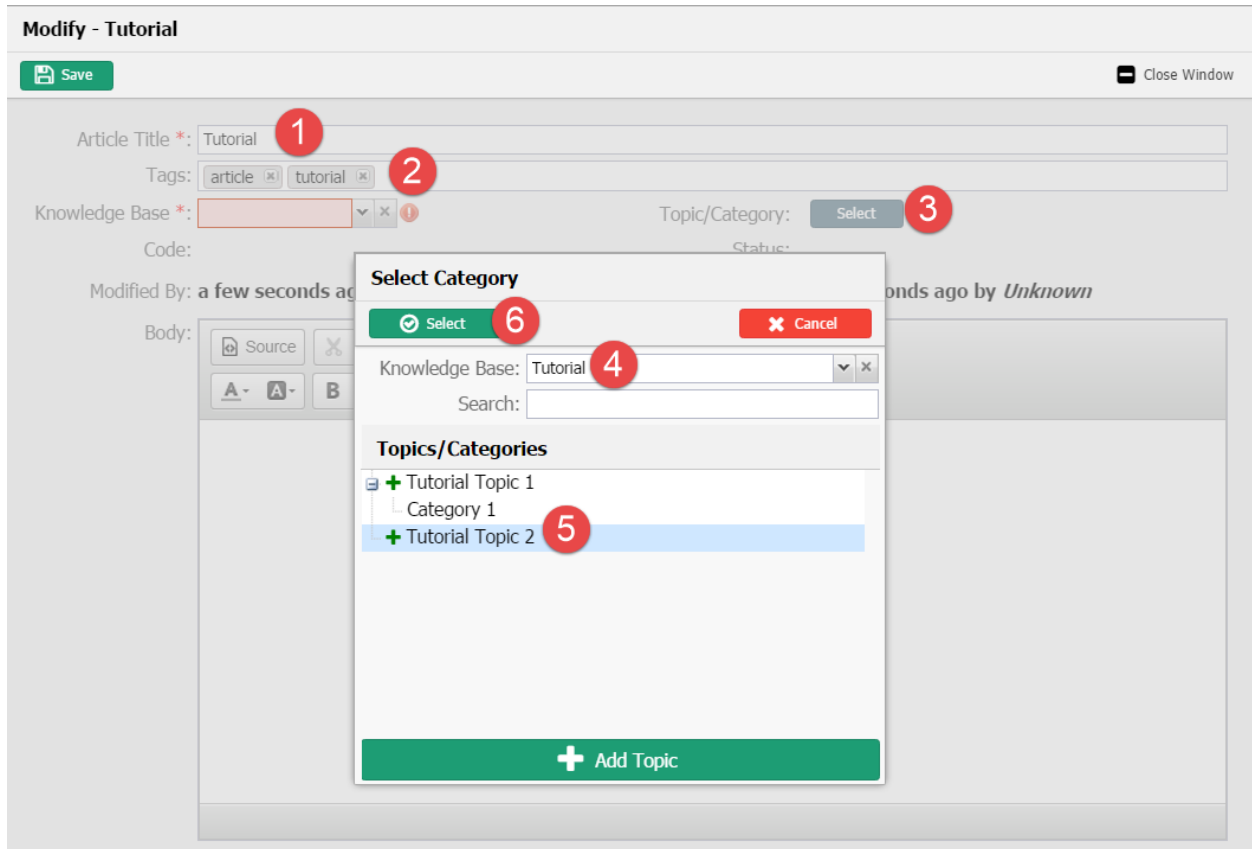 Modify - Tutorial
Save
Close Window
Article Title *: Tutorial 1
Tags: article tutorial 2
Knowledge Base *: Topic/Category: Select 3
Code: Status:
Modified By: a few seconds ag onds ago by Unknown
Body: Source
A A B
Select Category
Select 6 Cancel
Knowledge Base: Tutorial 4
Search:
Topics/Categories
Tutorial Topic 1
Category 1
Tutorial Topic 2 5
Add Topic